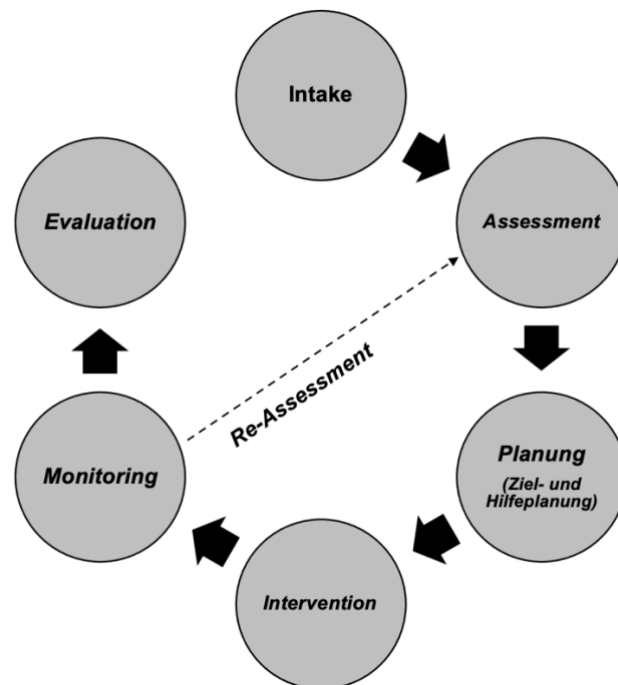 Intake
Assessment
Planung
(Ziel- und
Hilfeplanung)
Intervention
Monitoring
Evaluation
Re-Assessment